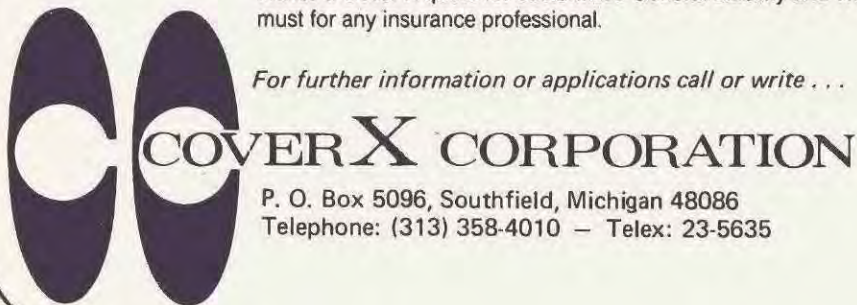 must for any insurance professional.
For further information or applications call or write . . .
COVER X CORPORATION
P. O. Box 5096, Southfield, Michigan 48086
Telephone: (313) 358-4010 — Telex: 23-5635